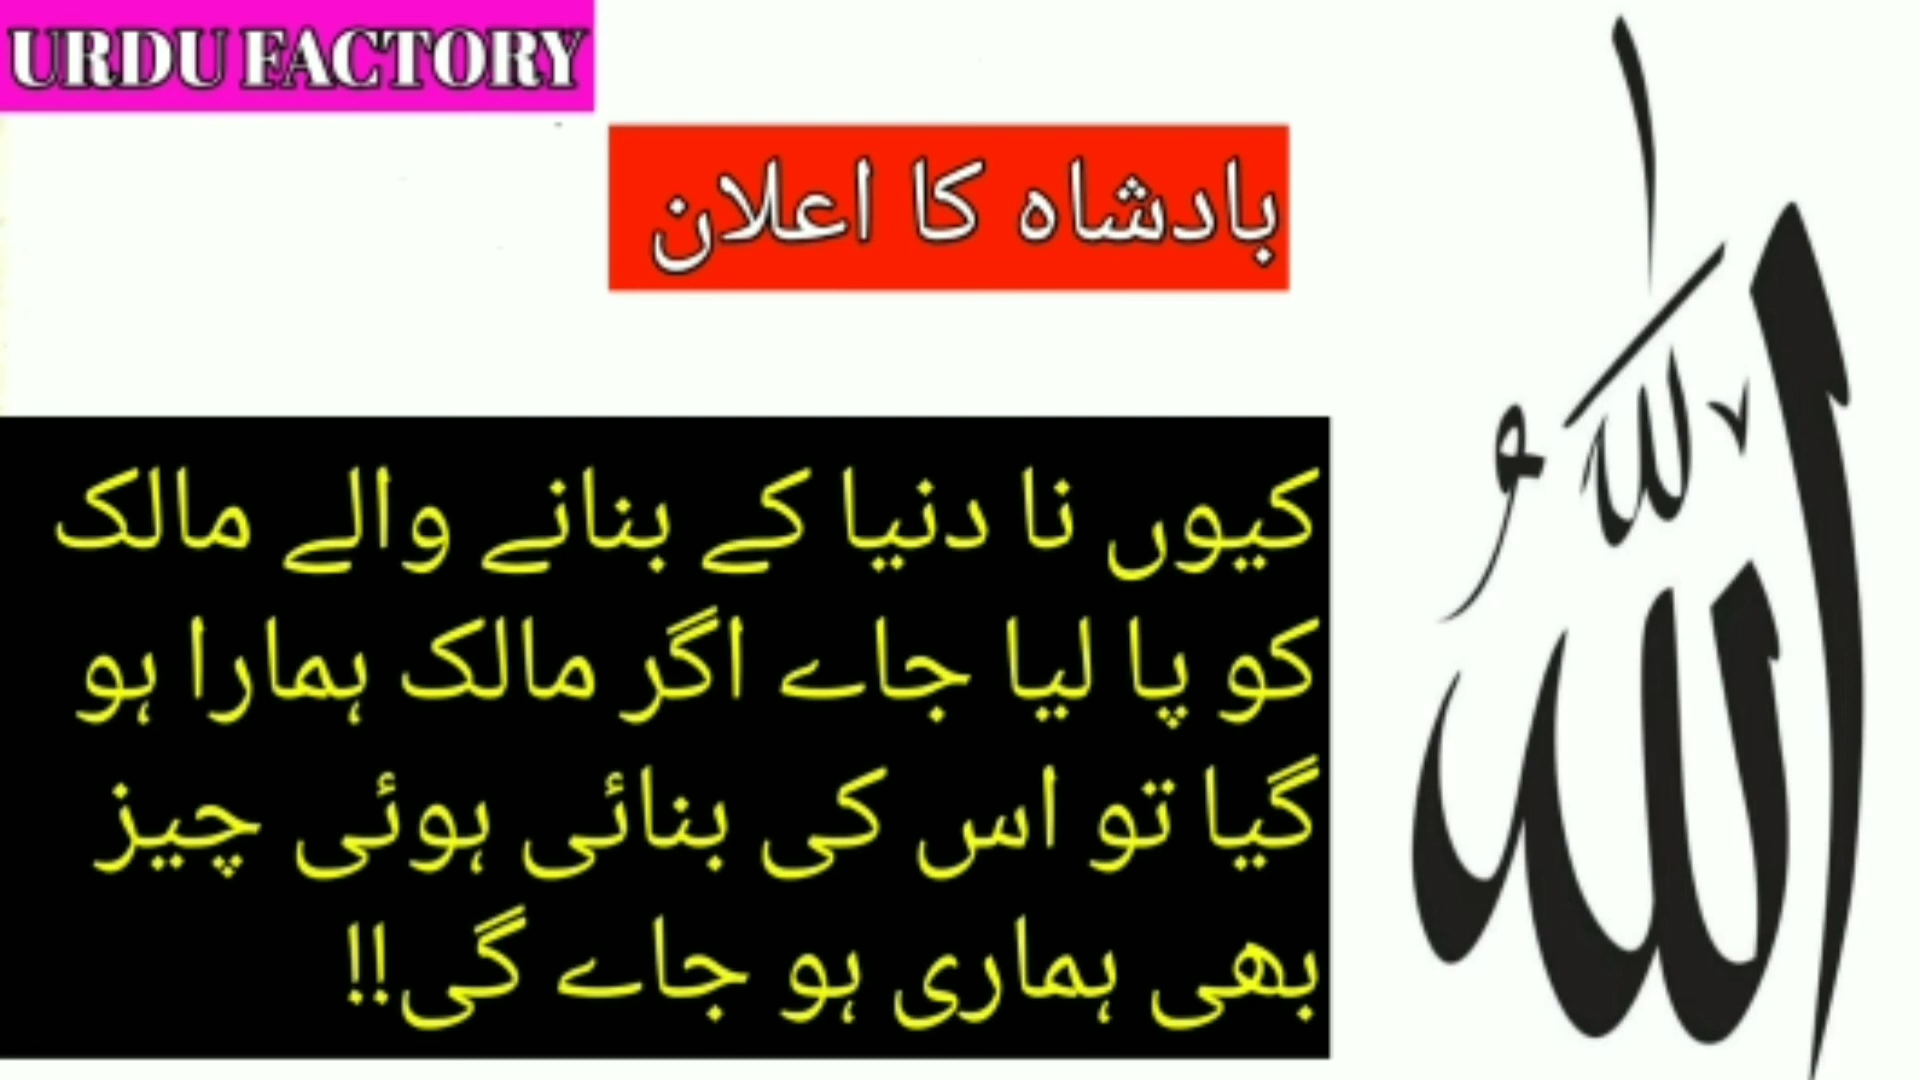 URDU FACTORY
بادشاہ کا اعلان
کیوں نا دنیا کے بنانے والے مالک
کو پا لیا جاے اگر مالک ہمارا ہو
گیا تو اس کی بنائی ہوئی چیز
بھی ہماری ہو جاے گی!!
الله